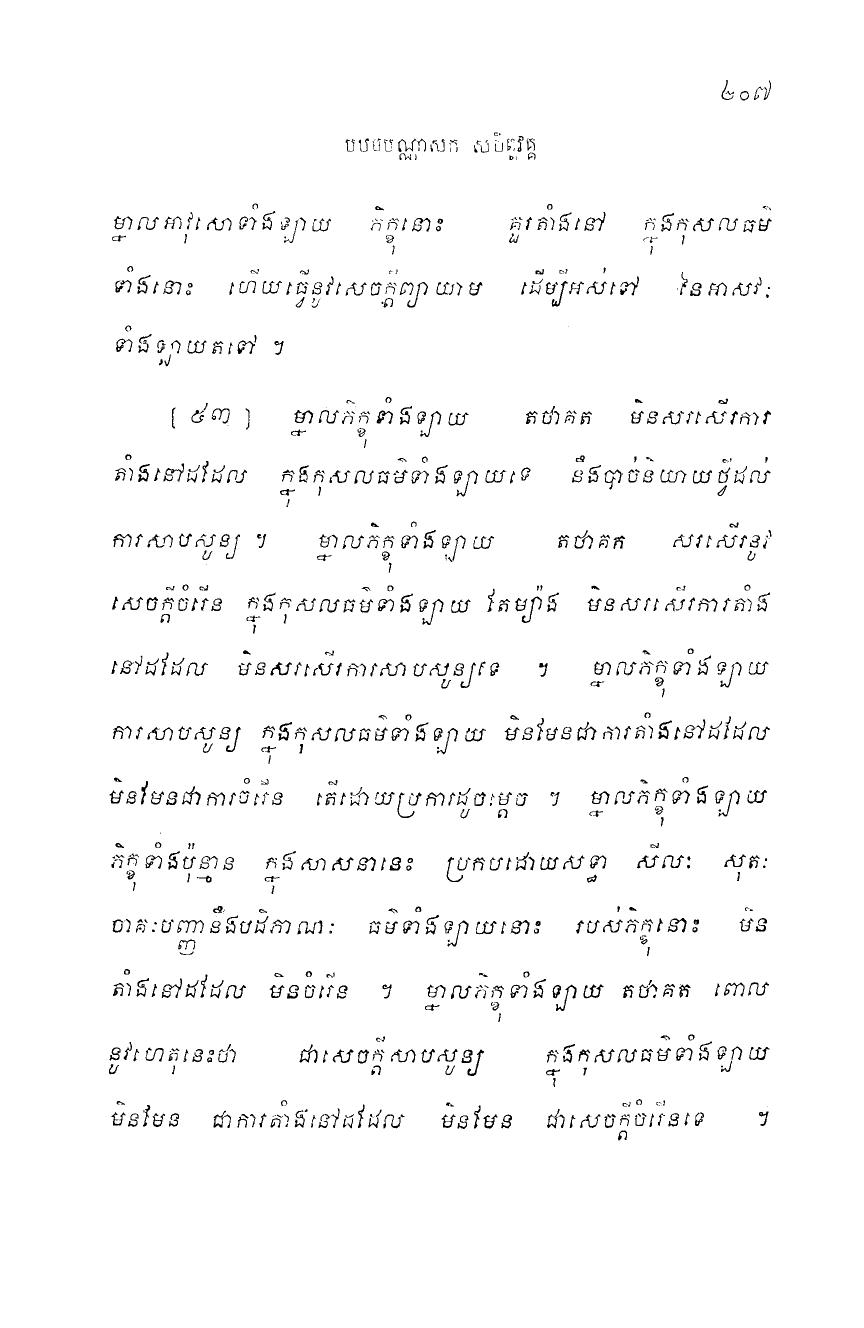 ២០៧
បឋមបណ្ណាសក សចិត្តវគ្គ
ម្នាលអាវុសោទាំងឡាយ ភិក្ខុនោះ គួរតាំងនៅ ក្នុងកុសលធម៌
ទាំងនោះ ហើយធ្វើនូវសេចក្តីព្យាយាម ដើម្បីអស់ទៅ នៃអាសវៈ
ទាំងឡាយតទៅ ។
[ ៥៣ ] ម្នាលភិក្ខុទាំងឡាយ តថាគត មិនសរសើរការ
តាំងនៅដដែល ក្នុងកុសលធម៌ទាំងឡាយទេ នឹងបាច់និយាយថ្វីដល់
ការសាបសូន្យ ។ ម្នាលភិក្ខុទាំងឡាយ តថាគត សរសើរនូវ
សេចក្តីចំរើន ក្នុងកុសលធម៌ទាំងឡាយ តែម្យ៉ាង មិនសរសើរការតាំង
នៅដដែល មិនសរសើរការសាបសូន្យទេ ។ ម្នាលភិក្ខុទាំងឡាយ
ការសាបសូន្យ ក្នុងកុសលធម៌ទាំងឡាយ មិនមែនជាការតាំងនៅដដែល
មិនមែនជាការចំរើន តើដោយប្រការដូចម្តេច ។ ម្នាលភិក្ខុទាំងឡាយ
ភិក្ខុទាំងប៉ុន្មាន ក្នុងសាសនានេះ ប្រកបដោយសទ្ធា សីលៈ សុតៈ
ចាគៈបញ្ញានឹងបដិភាណៈ ធម៌ទាំងឡាយនោះ របស់ភិក្ខុនោះ មិន
តាំងនៅដដែល មិនចំរើន ។ ម្នាលភិក្ខុទាំងឡាយ តថាគត ពោល
នូវហេតុនេះថា ជាសេចក្តីសាបសូន្យ ក្នុងកុសលធម៌ទាំងឡាយ
មិនមែន ជាការតាំងនៅដដែល មិនមែន ជាសេចក្តីចំរើនទេ ។